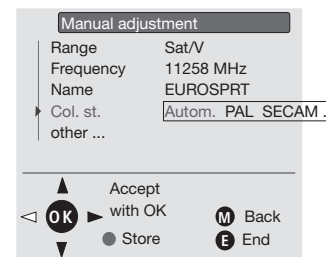 Manual adjustment
Range Sat/V
Frequency 11258 MHz
Name EUROSPRT
Col. st. Autom. PAL SECAM .
other ...
Accept
with OK
OK
M Back
Store
E End